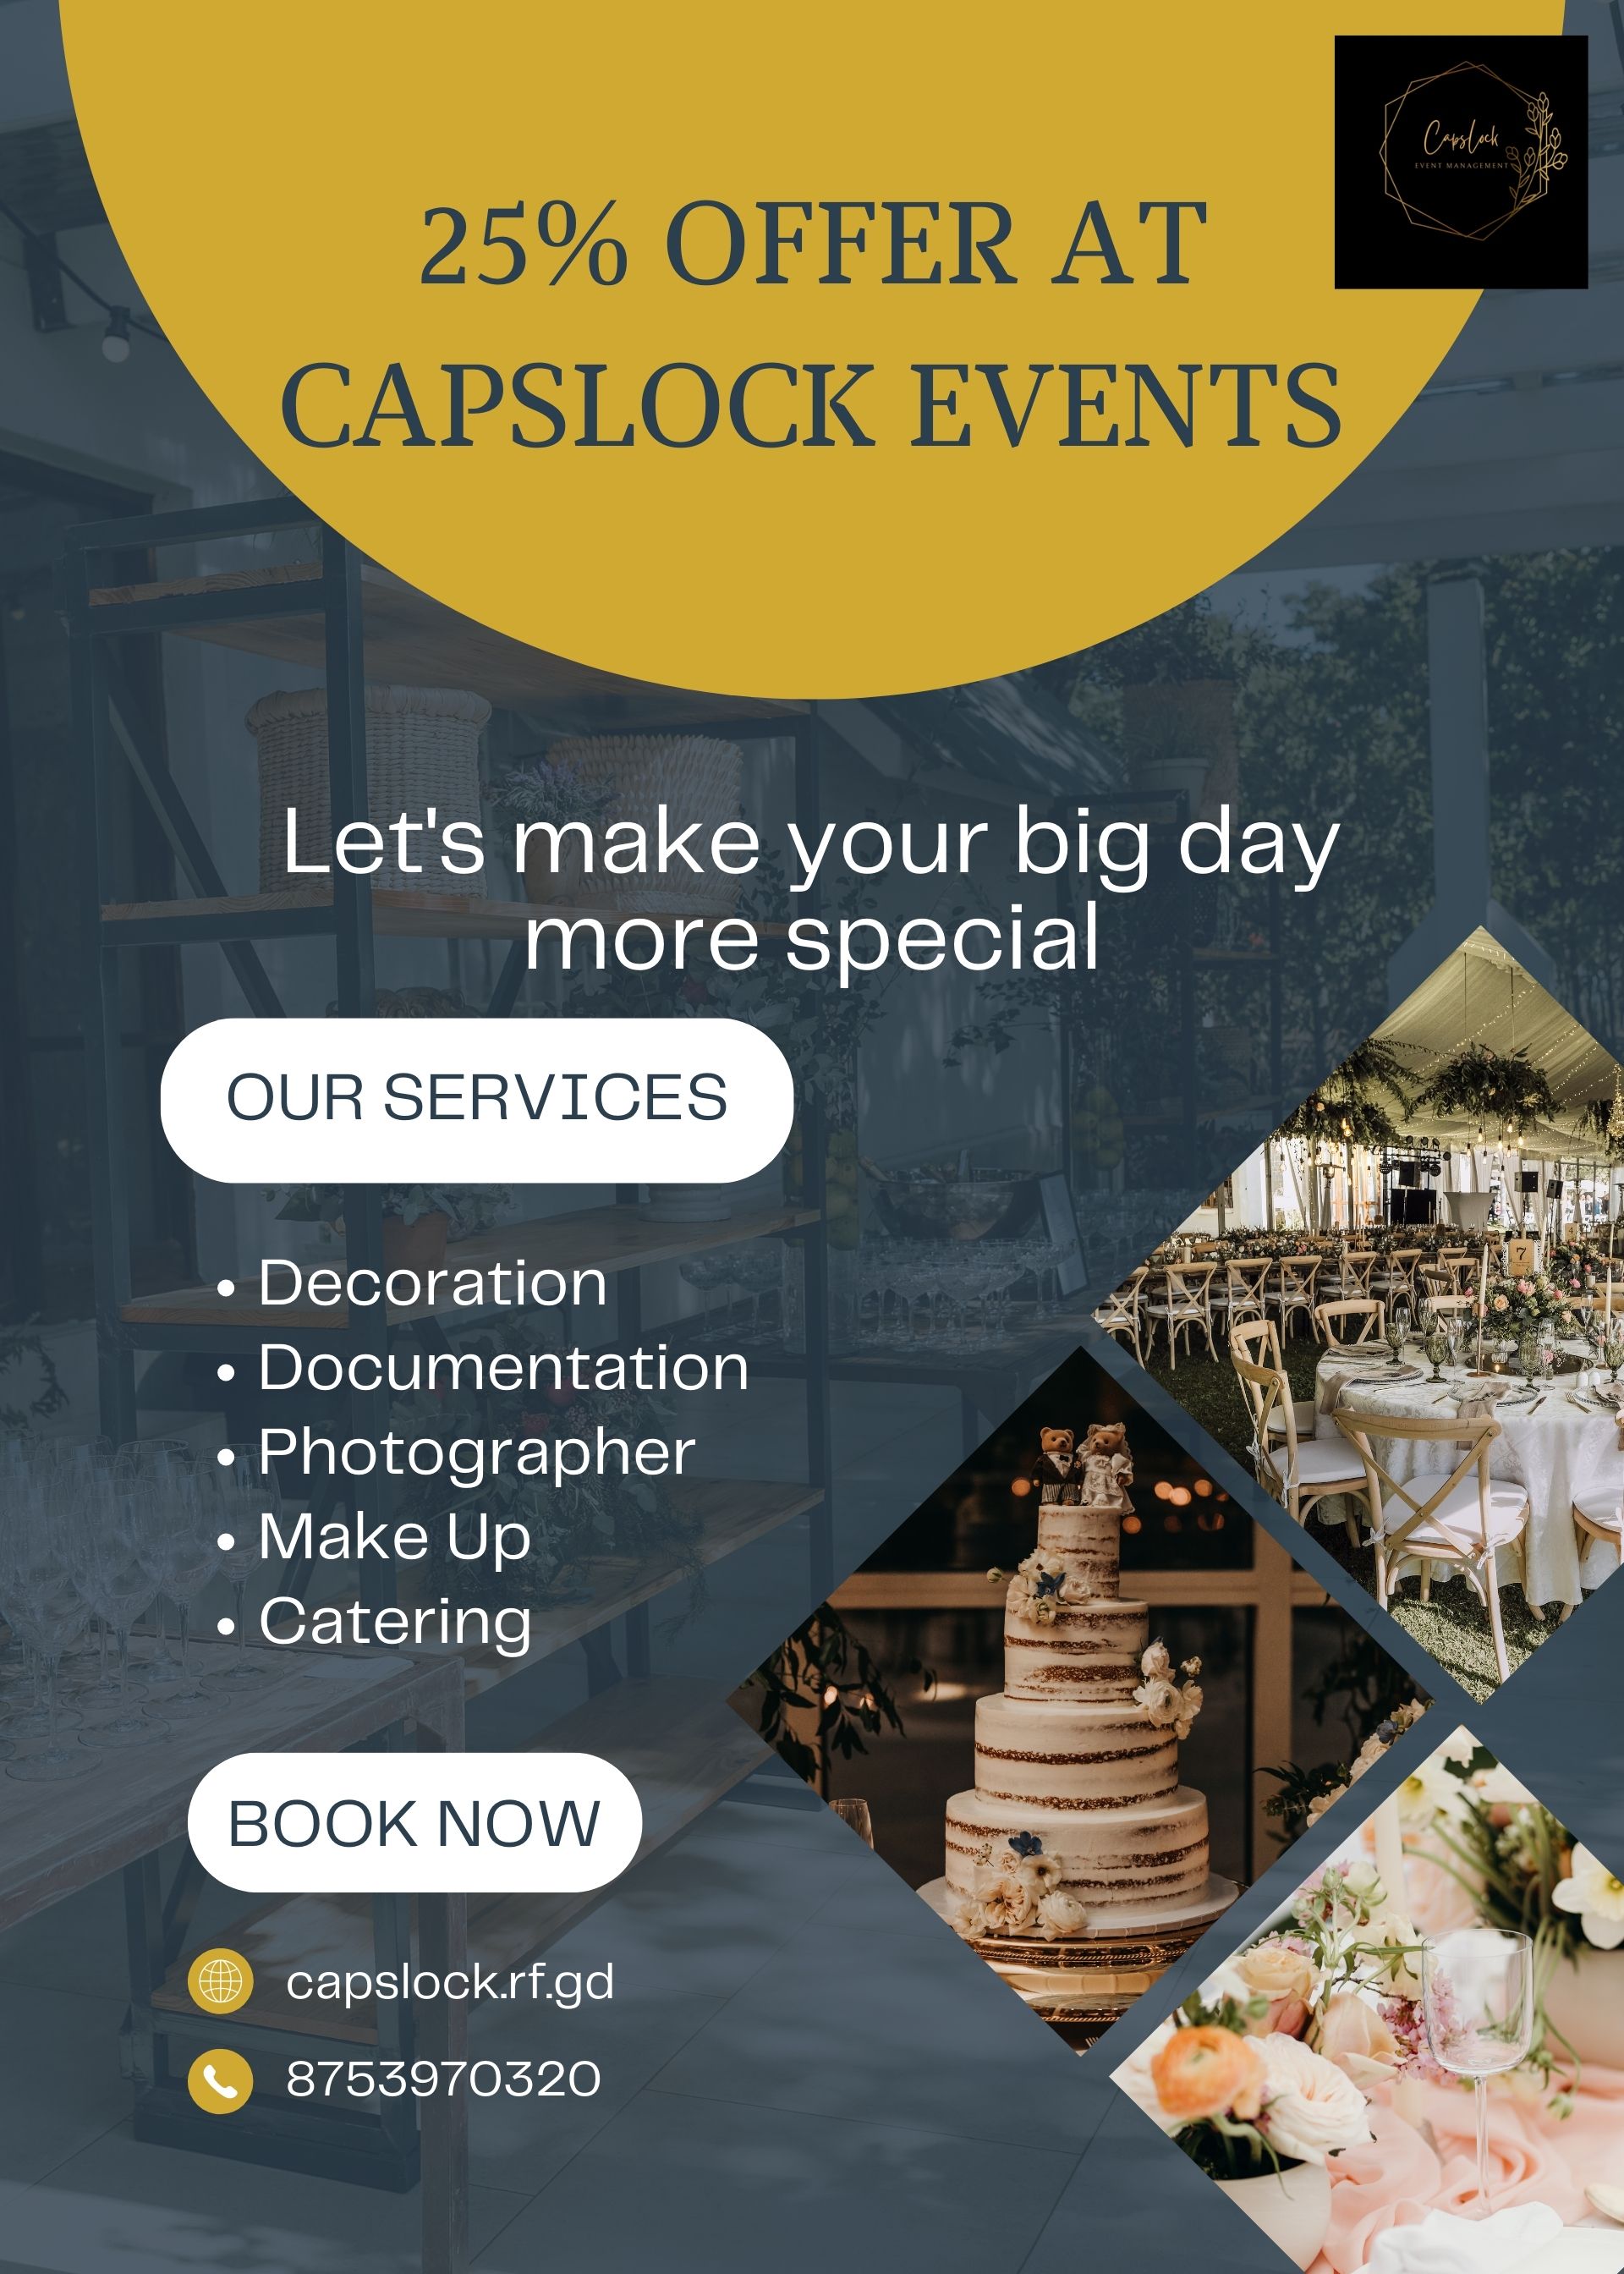 CapsLock
EVENT MANAGEMENT
25% OFFER AT
CAPSLOCK EVENTS
Let's make your big day
more special
OUR SERVICES
• Decoration
• Documentation
• Photographer
• Make Up
• Catering
7
BOOK NOW
capslock.rf.gd
8753970320